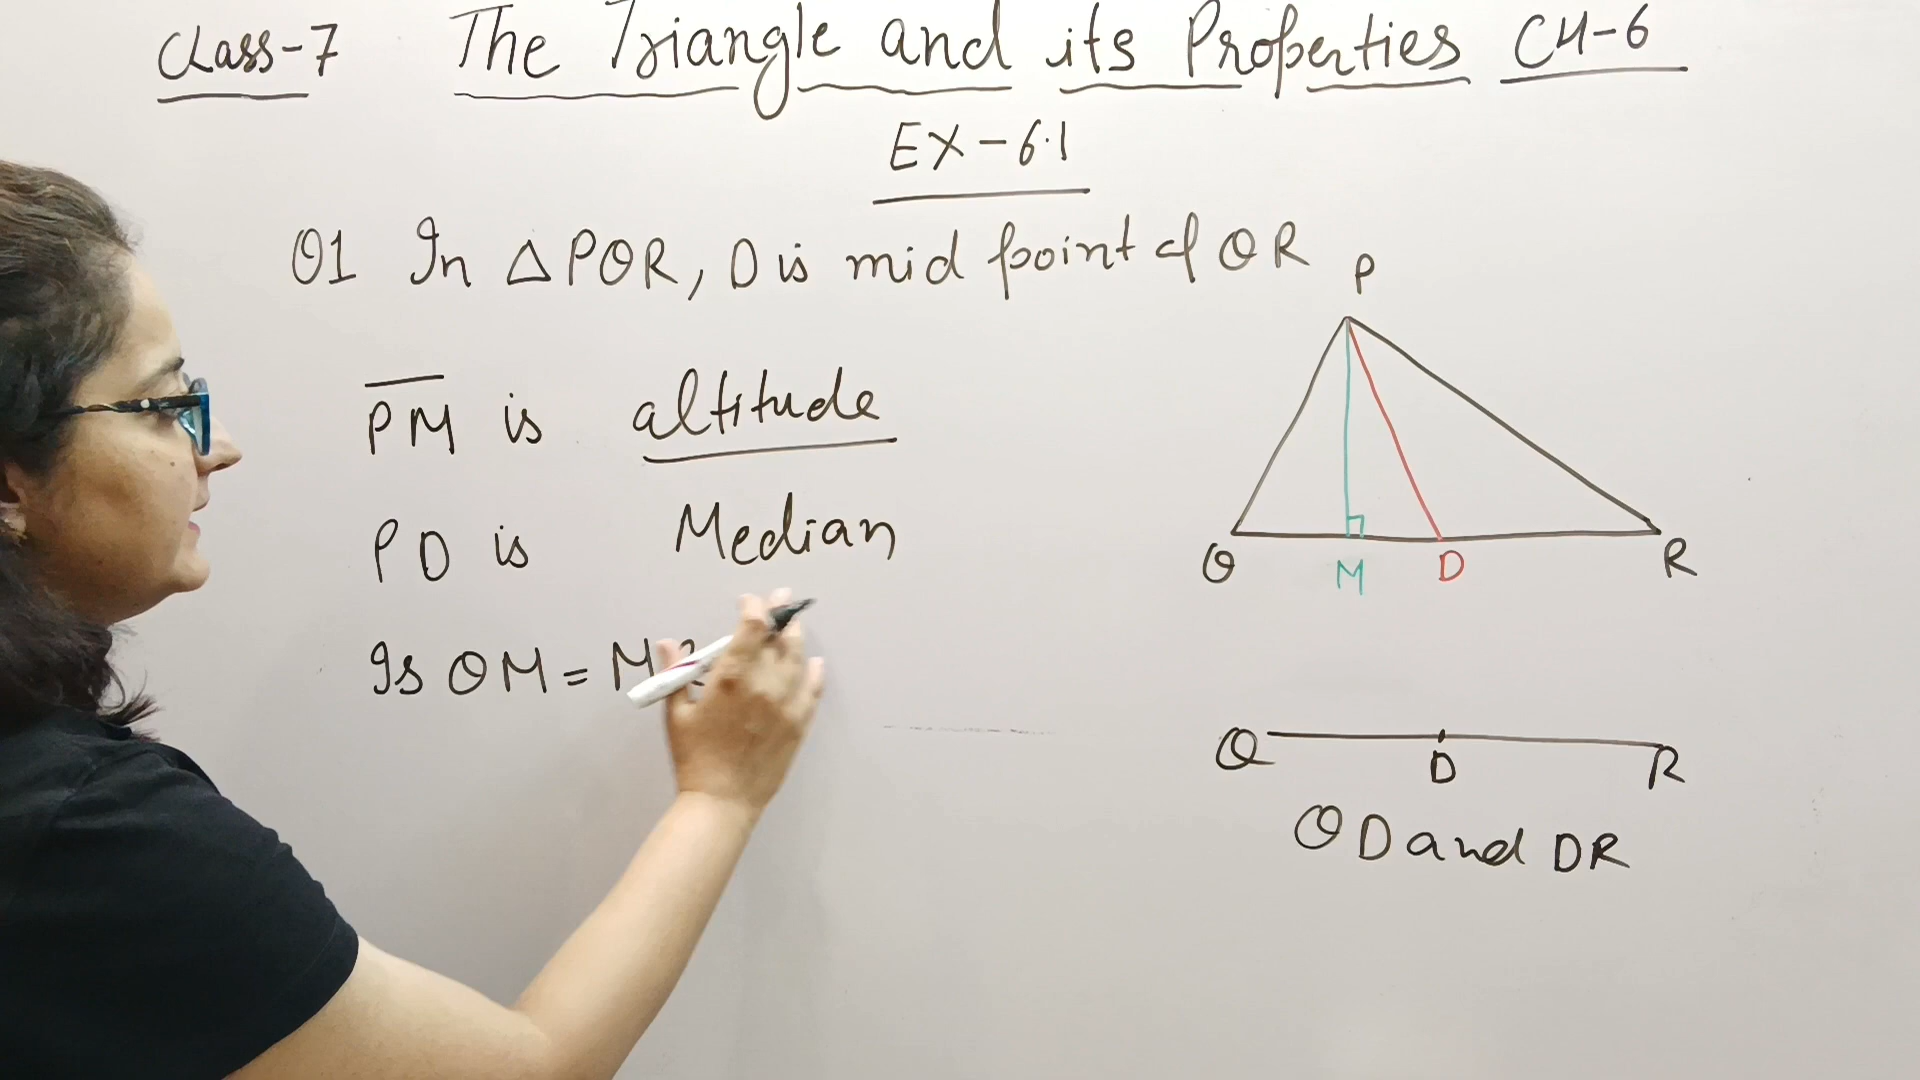 Class-7 The Triangle and its Properties CH-6
EX-6.1
Q1 In △PQR, D is mid point of QR
PM is altitude
PD is Median
Is QM = MR
P
Q M D R
Q D R
QD and DR